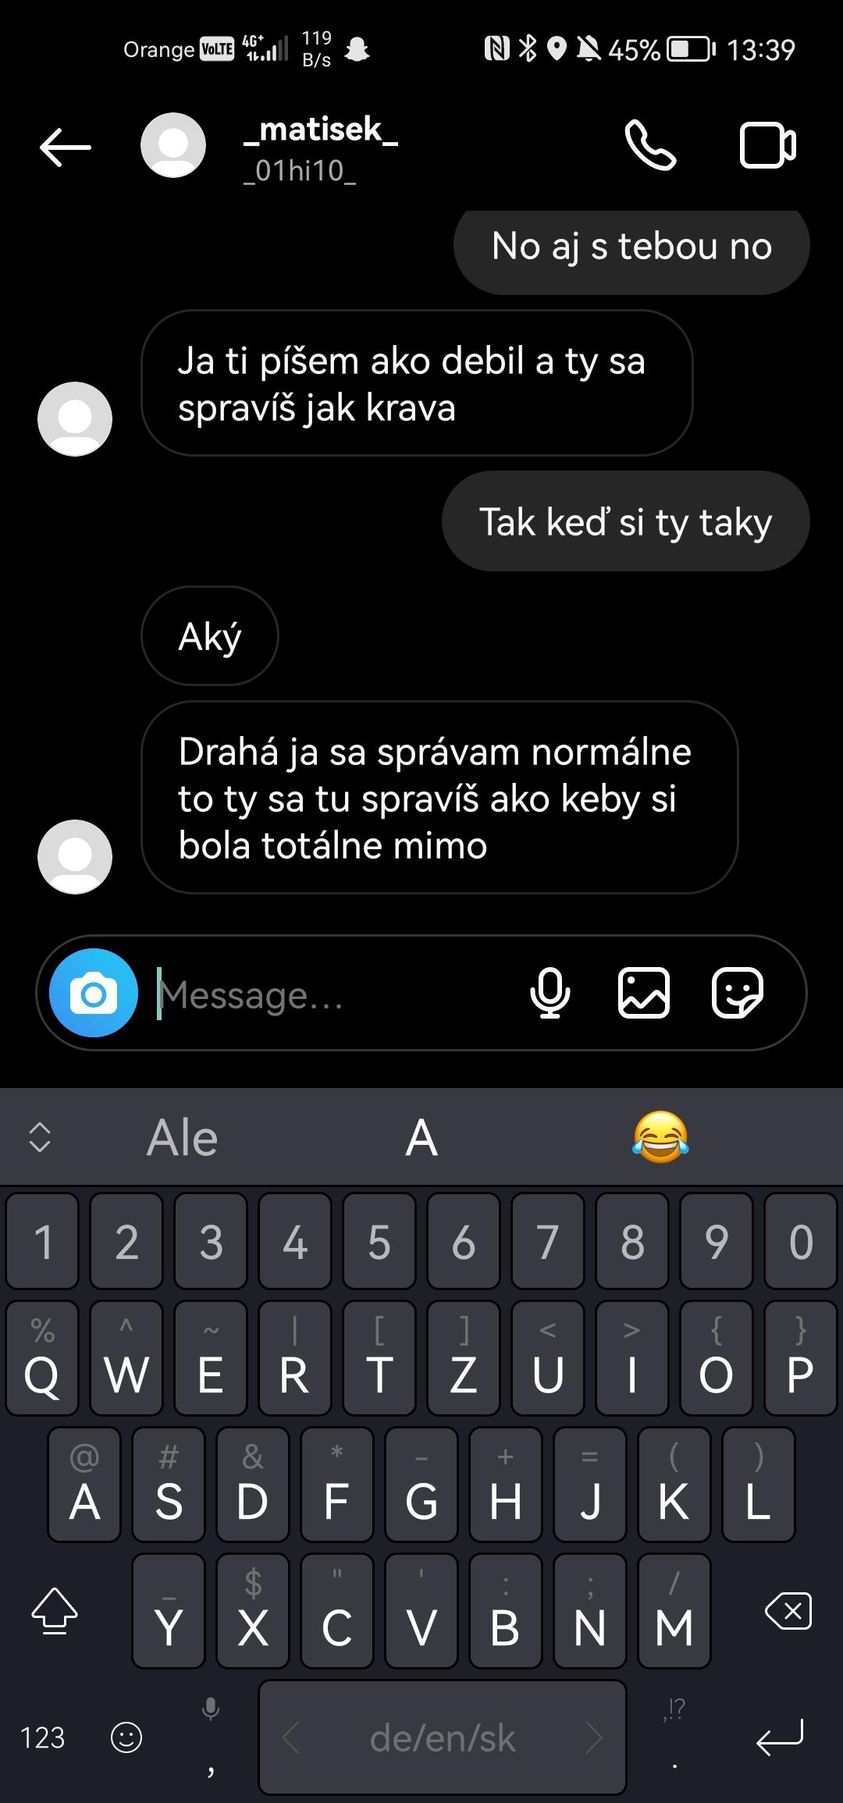 Orange VoLTE 4G+ 119 B/s 45% 13:39
_matisek_
_01hi10_
No aj s tebou no
Ja ti píšem ako debil a ty sa
spravíš jak krava
Tak keď si ty taky
Aký
Drahá ja sa správam normálne
to ty sa tu spravíš ako keby si
bola totálne mimo
Message...
Ale A 😂
1 2 3 4 5 6 7 8 9 0
% ^ ~ | [ ] < > { }
Q W E R T Z U I O P
@ # & * - + = ( )
A S D F G H J K L
_ $ " ' : ; /
Y X C V B N M
,!?
123 , < de/en/sk > .